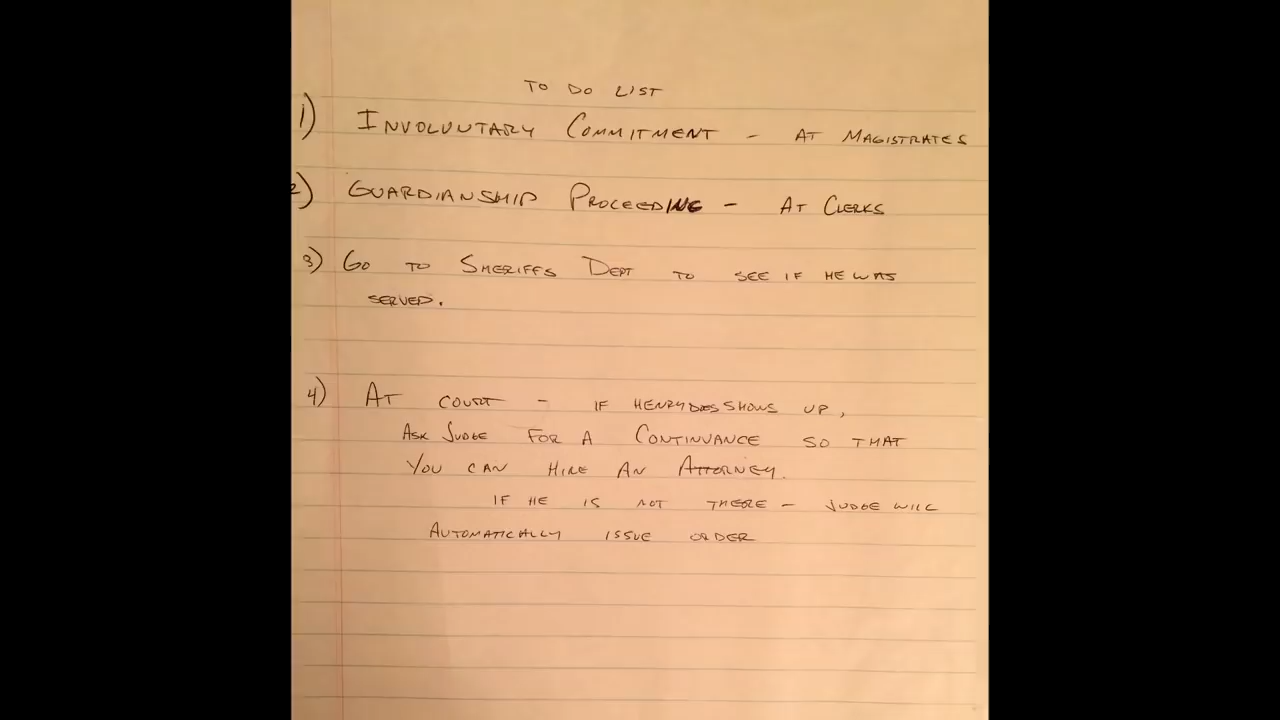 TO DO LIST
1) INVOLUNTARY COMMITMENT - AT MAGISTRATES
2) GUARDIANSHIP PROCEEDING - AT CLERKS
3) GO TO SHERIFFS DEPT TO SEE IF HE WAS
SERVED.
4) AT COURT - IF HENRY DOES SHOWS UP,
ASK JUDGE FOR A CONTINUANCE SO THAT
YOU CAN HIRE AN ATTORNEY.
IF HE IS NOT THERE - JUDGE WILL
AUTOMATICALLY ISSUE ORDER